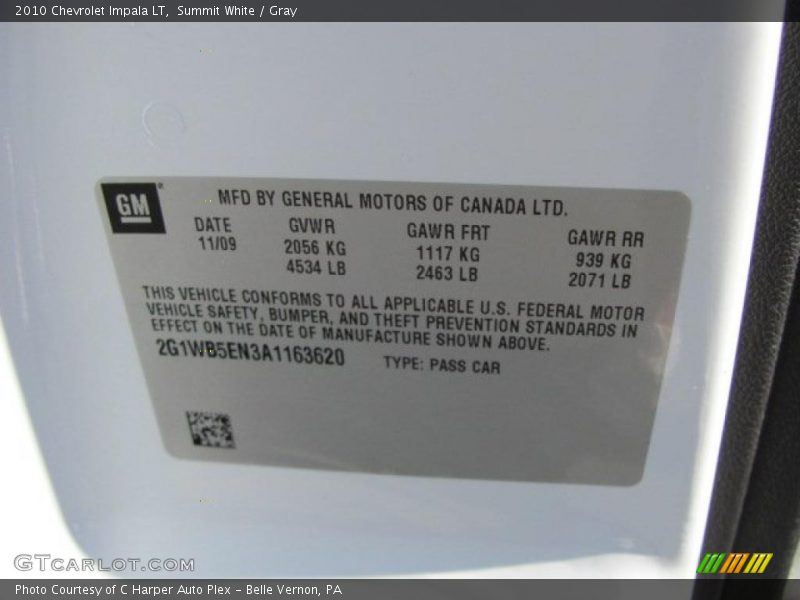 2010 Chevrolet Impala LT, Summit White / Gray
GM
MFD BY GENERAL MOTORS OF CANADA LTD.
DATE GVWR GAWR FRT GAWR RR
11/09 2056 KG 1117 KG 939 KG
4534 LB 2463 LB 2071 LB
THIS VEHICLE CONFORMS TO ALL APPLICABLE U.S. FEDERAL MOTOR
VEHICLE SAFETY, BUMPER, AND THEFT PREVENTION STANDARDS IN
EFFECT ON THE DATE OF MANUFACTURE SHOWN ABOVE.
2G1WB5EN3A1163620 TYPE: PASS CAR
GTCARLOT.COM
Photo Courtesy of C Harper Auto Plex – Belle Vernon, PA